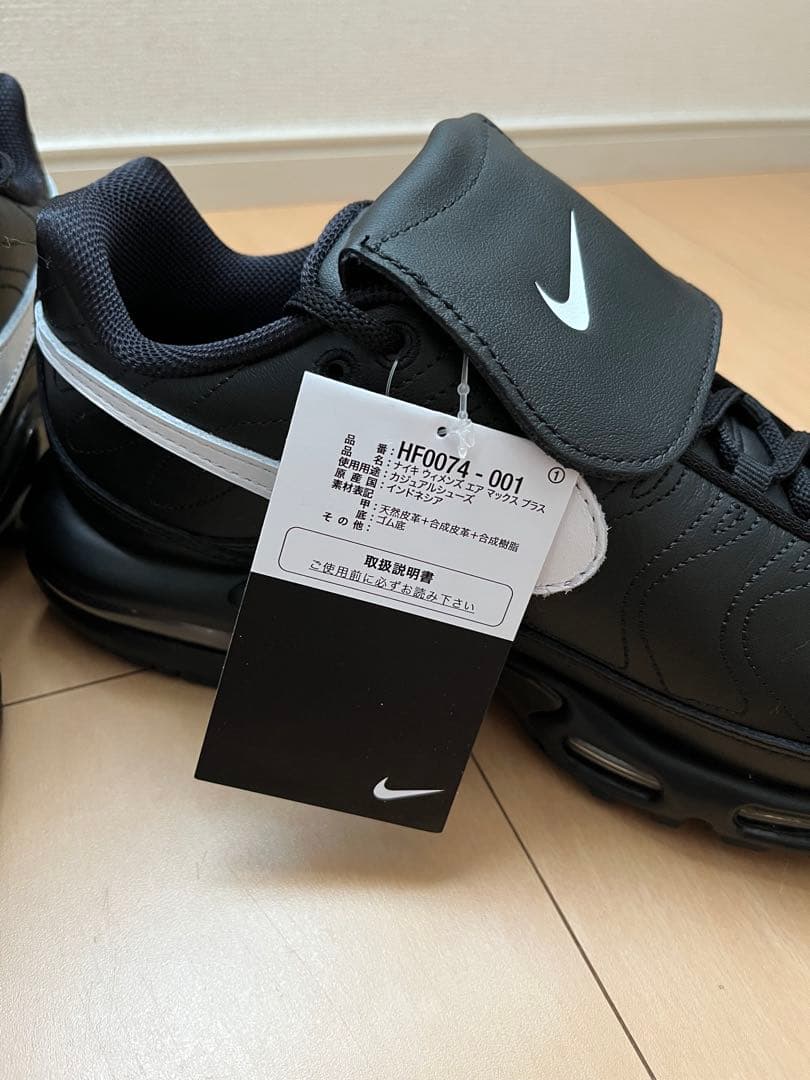 品　番：HF0074-001 ①
品　名：ナイキ ウィメンズ エア マックス プラス
使用用途：カジュアルシューズ
原産国：インドネシア
素材表記
甲：天然皮革+合成皮革+合成樹脂
底：ゴム底
その他：
取扱説明書
ご使用前に必ずお読み下さい